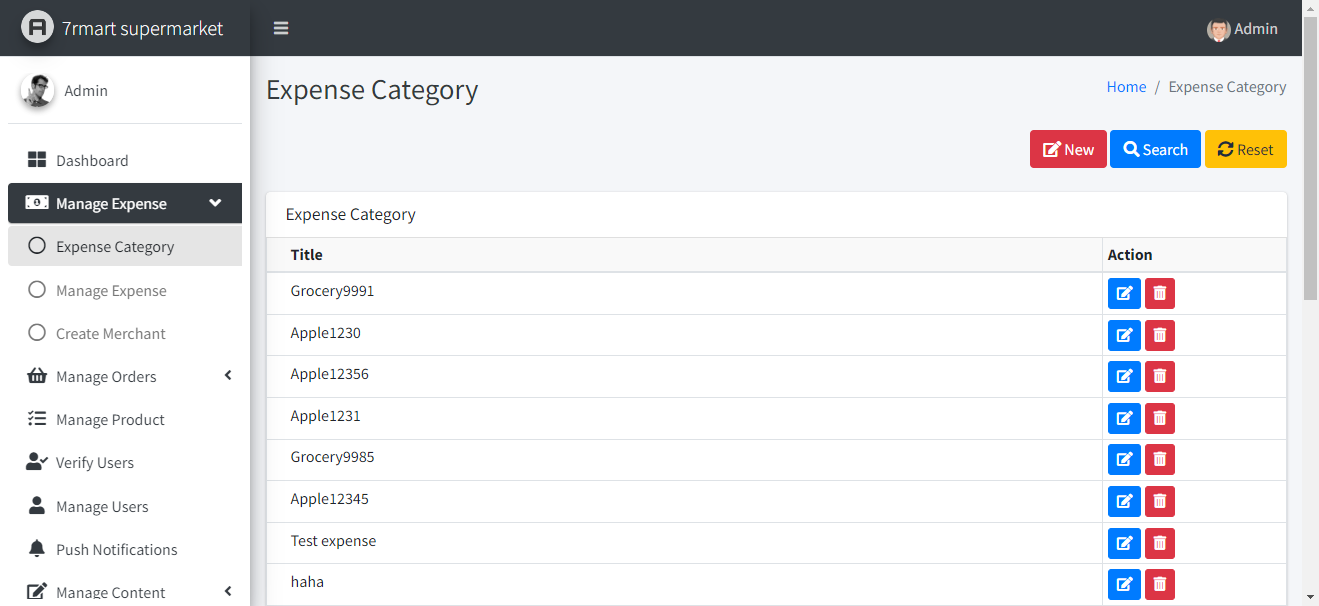 7rmart supermarket
Admin
Admin
Expense Category
Home / Expense Category
New Search Reset
Dashboard
Manage Expense
Expense Category
Manage Expense
Create Merchant
Manage Orders
Manage Product
Verify Users
Manage Users
Push Notifications
Manage Content
Expense Category
Title Action
Grocery9991
Apple1230
Apple12356
Apple1231
Grocery9985
Apple12345
Test expense
haha